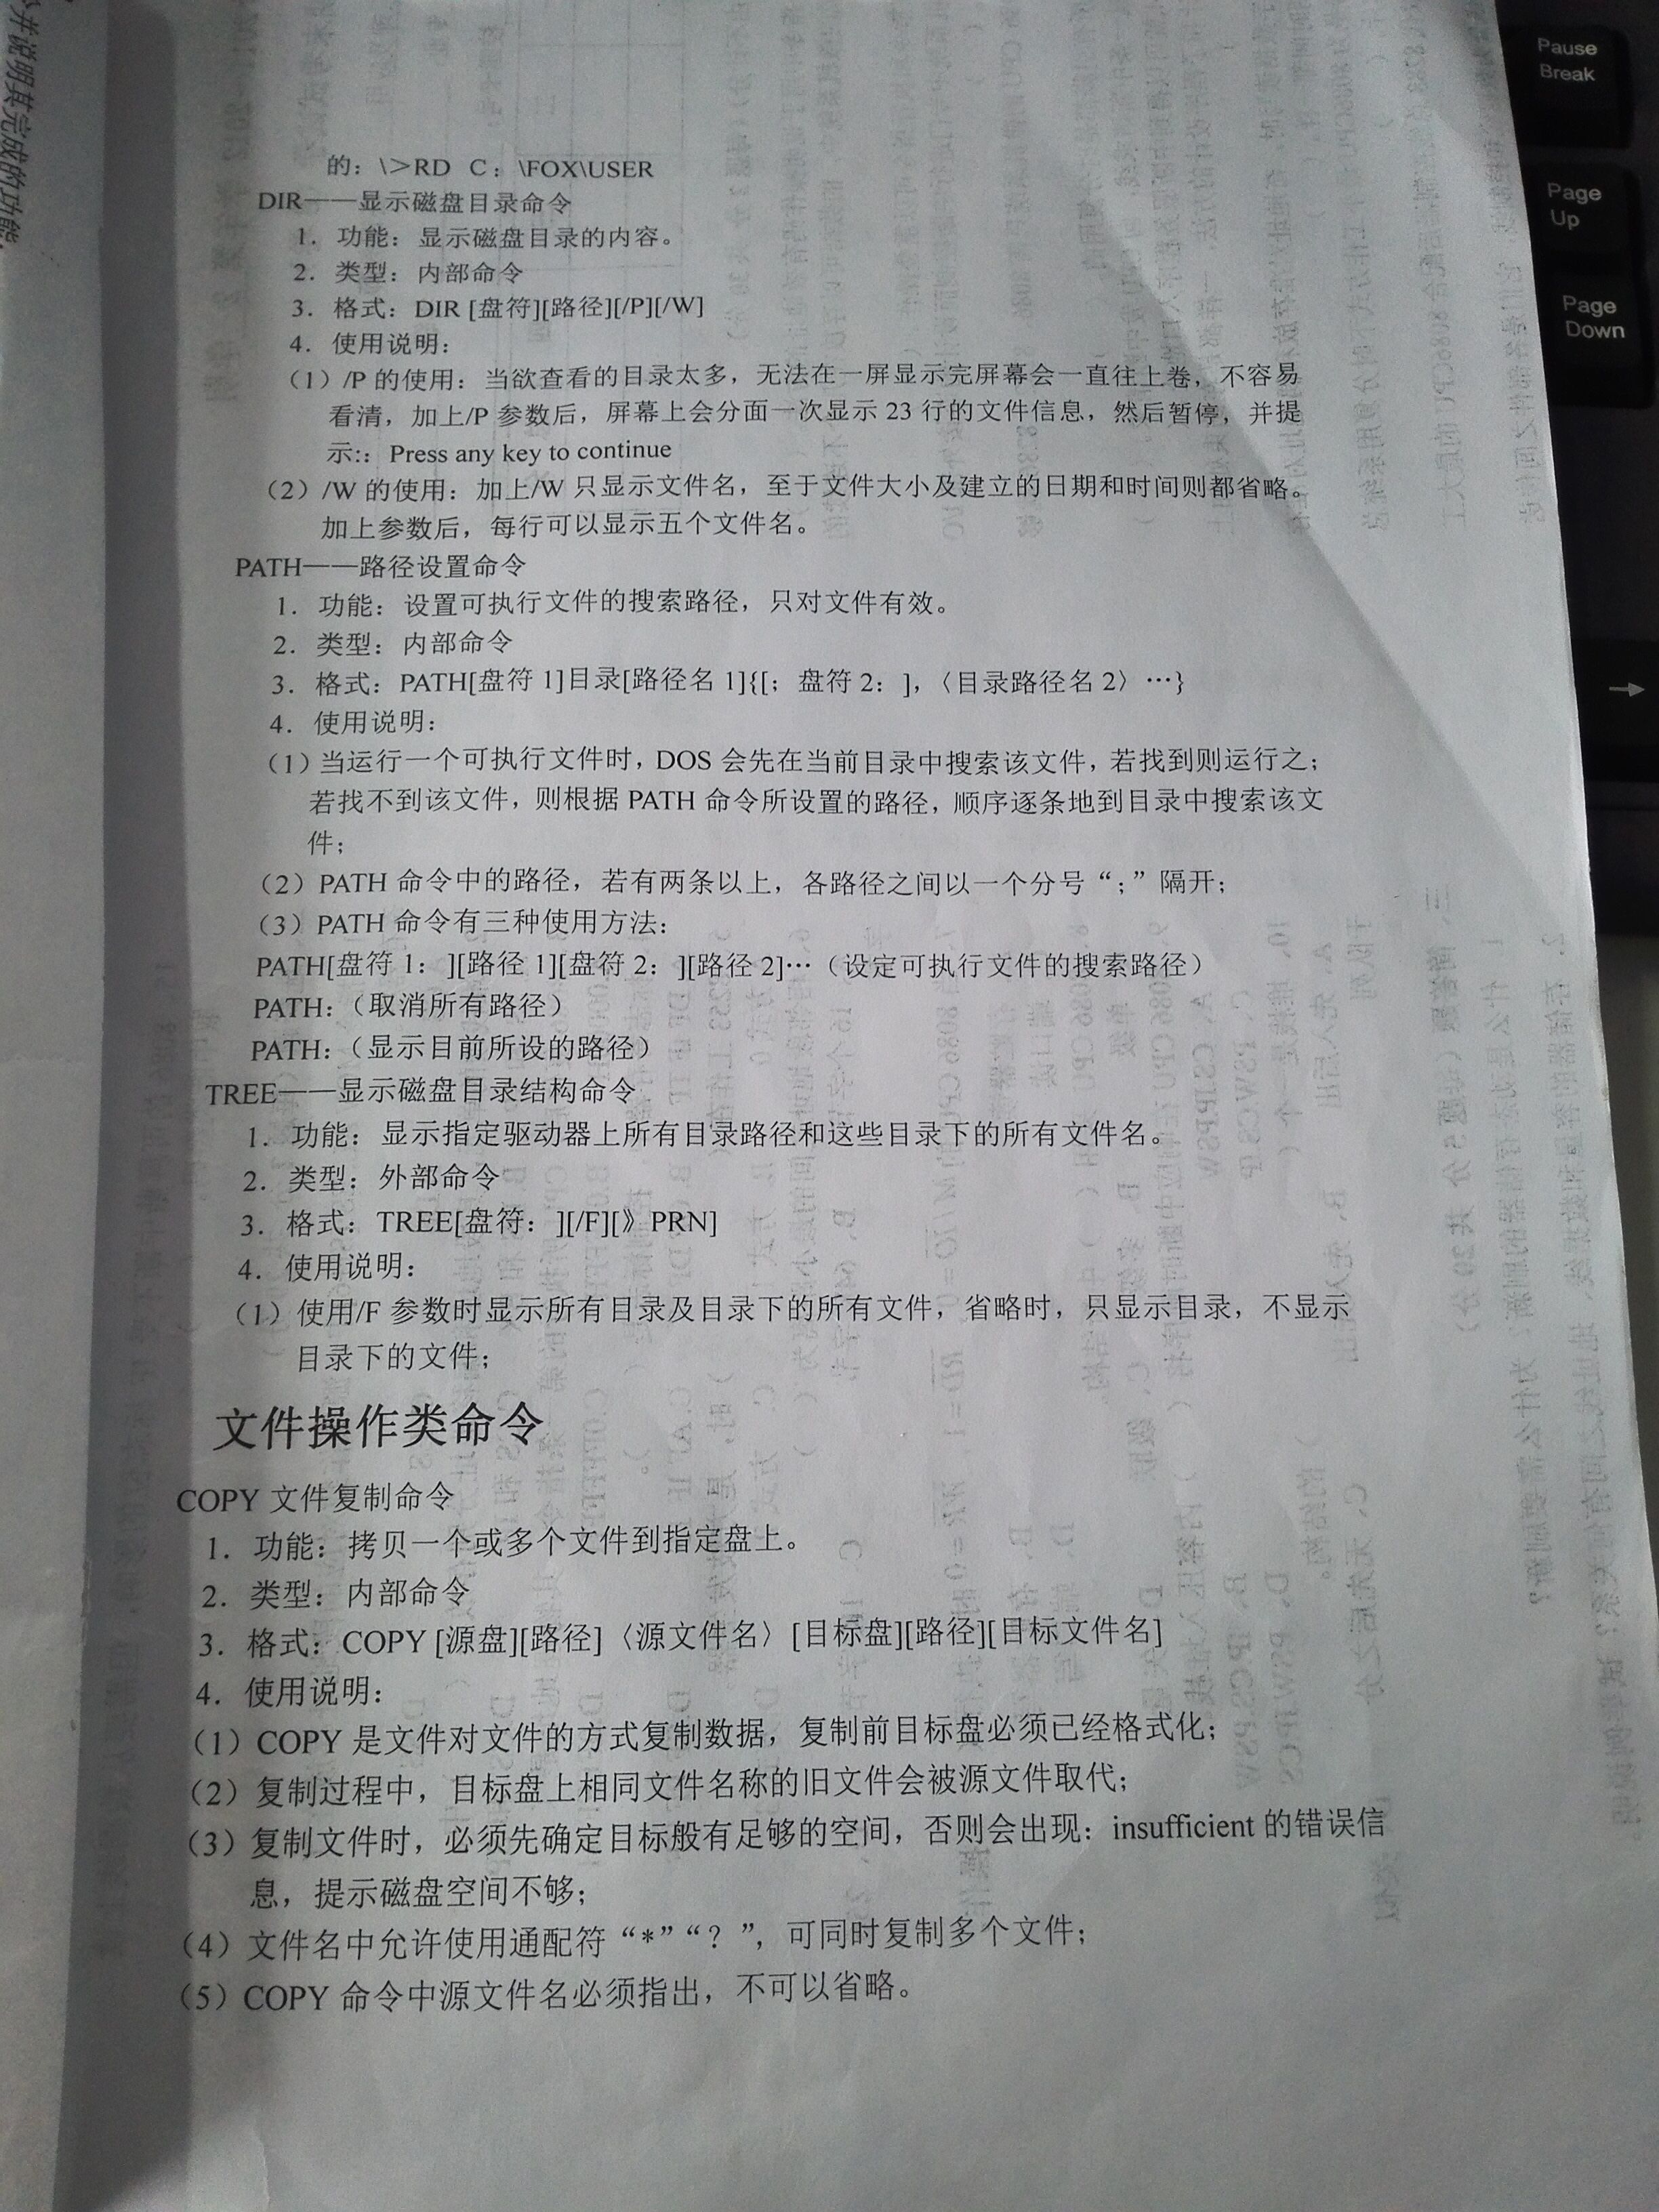 的：\>RD C：\FOX\USER
DIR——显示磁盘目录命令
1．功能：显示磁盘目录的内容。
2．类型：内部命令
3．格式：DIR [盘符][路径][/P][/W]
4．使用说明：
（1）/P 的使用：当欲查看的目录太多，无法在一屏显示完屏幕会一直往上卷，不容易
看清，加上/P 参数后，屏幕上会分面一次显示 23 行的文件信息，然后暂停，并提
示:：Press any key to continue
（2）/W 的使用：加上/W 只显示文件名，至于文件大小及建立的日期和时间则都省略。
加上参数后，每行可以显示五个文件名。
PATH——路径设置命令
1．功能：设置可执行文件的搜索路径，只对文件有效。
2．类型：内部命令
3．格式：PATH[盘符 1]目录[路径名 1]{[；盘符 2：]，〈目录路径名 2〉…}
4．使用说明：
（1）当运行一个可执行文件时，DOS 会先在当前目录中搜索该文件，若找到则运行之；
若找不到该文件，则根据 PATH 命令所设置的路径，顺序逐条地到目录中搜索该文
件；
（2）PATH 命令中的路径，若有两条以上，各路径之间以一个分号“；”隔开；
（3）PATH 命令有三种使用方法：
PATH[盘符 1：][路径 1][盘符 2：][路径 2]…（设定可执行文件的搜索路径）
PATH：（取消所有路径）
PATH：（显示目前所设的路径）
TREE——显示磁盘目录结构命令
1．功能：显示指定驱动器上所有目录路径和这些目录下的所有文件名。
2．类型：外部命令
3．格式：TREE[盘符：][/F][》PRN]
4．使用说明：
（1）使用/F 参数时显示所有目录及目录下的所有文件，省略时，只显示目录，不显示
目录下的文件；
文件操作类命令
COPY 文件复制命令
1．功能：拷贝一个或多个文件到指定盘上。
2．类型：内部命令
3．格式：COPY [源盘][路径]〈源文件名〉[目标盘][路径][目标文件名]
4．使用说明：
（1）COPY 是文件对文件的方式复制数据，复制前目标盘必须已经格式化；
（2）复制过程中，目标盘上相同文件名称的旧文件会被源文件取代；
（3）复制文件时，必须先确定目标般有足够的空间，否则会出现：insufficient 的错误信
息，提示磁盘空间不够；
（4）文件名中允许使用通配符“*”“？”，可同时复制多个文件；
（5）COPY 命令中源文件名必须指出，不可以省略。
并说明其完成的功能
Pause
Break
Page
Up
Page
Down